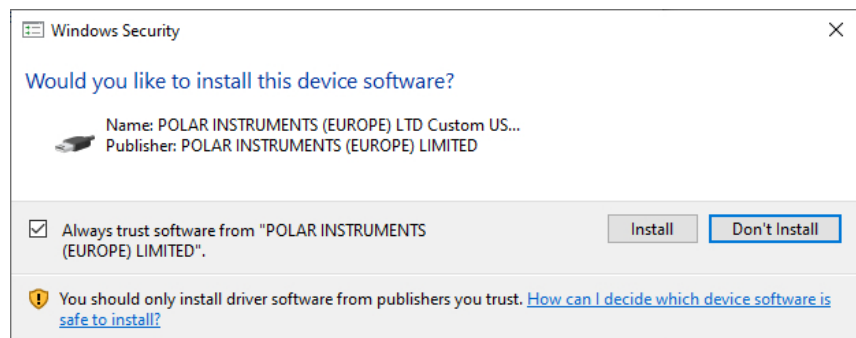 Windows Security
Would you like to install this device software?
Name: POLAR INSTRUMENTS (EUROPE) LTD Custom US...
Publisher: POLAR INSTRUMENTS (EUROPE) LIMITED
Always trust software from "POLAR INSTRUMENTS
(EUROPE) LIMITED".
Install
Don't Install
You should only install driver software from publishers you trust. How can I decide which device software is
safe to install?